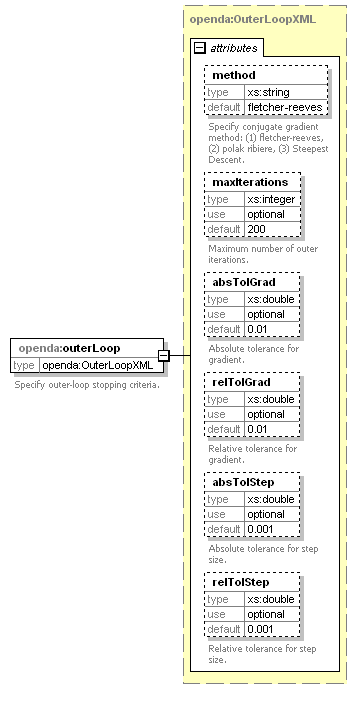 openda:OuterLoopXML
attributes
method
type xs:string
default fletcher-reeves
Specify conjugate gradient
method: (1) fletcher-reeves,
(2) polak ribiere, (3) Steepest
Descent.
maxIterations
type xs:integer
use optional
default 200
Maximum number of outer
iterations.
absTolGrad
type xs:double
use optional
default 0.01
Absolute tolerance for
gradient.
openda:outerLoop
type openda:OuterLoopXML
Specify outer-loop stopping criteria.
relTolGrad
type xs:double
use optional
default 0.01
Relative tolerance for
gradient.
absTolStep
type xs:double
use optional
default 0.001
Absolute tolerance for step
size.
relTolStep
type xs:double
use optional
default 0.001
Relative tolerance for step
size.